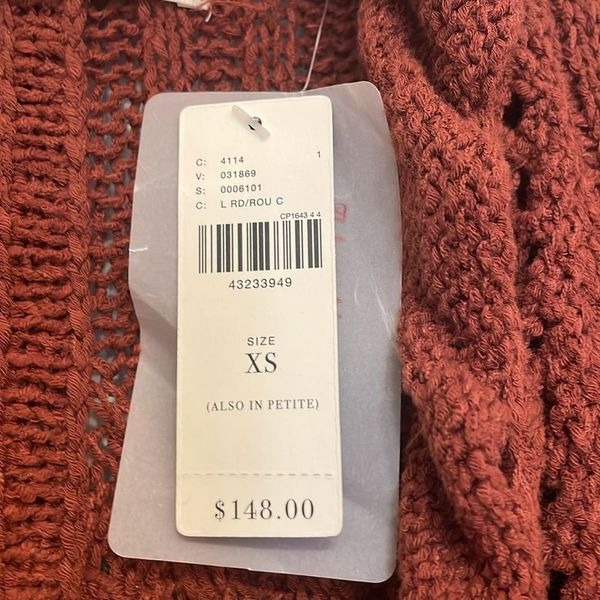 C: 4114 1
V: 031869
S: 0006101
C: L RD/ROU C
CP1643 4 4
43233949
SIZE
XS
(ALSO IN PETITE)
$148.00